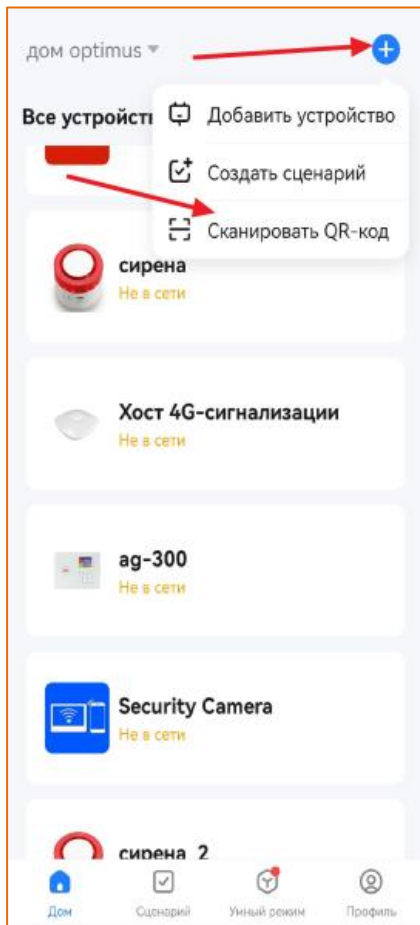 дом optimus
Все устройств
Добавить устройство
Создать сценарий
Сканировать QR-код
сирена
Не в сети
Хост 4G-сигнализации
Не в сети
ag-300
Не в сети
Security Camera
Не в сети
сирена 2
Дом
Сценарий
Умный режим
Профиль